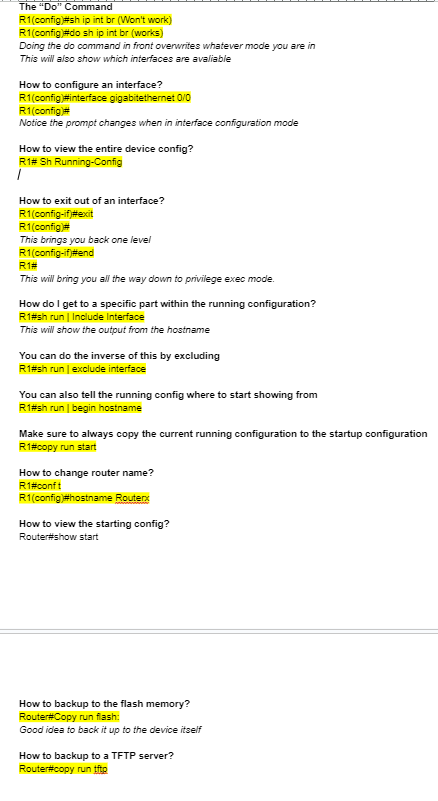 The “Do” Command
R1(config)#sh ip int br (Won't work)
R1(config)#do sh ip int br (works)
Doing the do command in front overwrites whatever mode you are in
This will also show which interfaces are avaliable
How to configure an interface?
R1(config)#interface gigabitethernet 0/0
R1(config)#
Notice the prompt changes when in interface configuration mode
How to view the entire device config?
R1# Sh Running-Config
/
How to exit out of an interface?
R1(config-if)#exit
R1(config)#
This brings you back one level
R1(config-if)#end
R1#
This will bring you all the way down to privilege exec mode.
How do I get to a specific part within the running configuration?
R1#sh run | Include Interface
This will show the output from the hostname
You can do the inverse of this by excluding
R1#sh run | exclude interface
You can also tell the running config where to start showing from
R1#sh run | begin hostname
Make sure to always copy the current running configuration to the startup configuration
R1#copy run start
How to change router name?
R1#conf t
R1(config)#hostname Routerx
How to view the starting config?
Router#show start
How to backup to the flash memory?
Router#Copy run flash:
Good idea to back it up to the device itself
How to backup to a TFTP server?
Router#copy run tftp